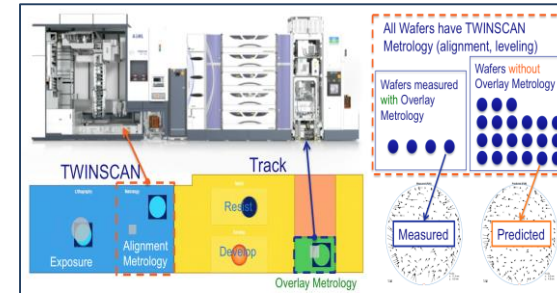 All Wafers have TWINSCAN
Metrology (alignment, leveling)
Wafers measured
with Overlay
Metrology
Wafers without
Overlay Metrology
TWINSCAN
Track
Resist
Develop
Exposure
Alignment
Metrology
Overlay Metrology
Measured
Predicted